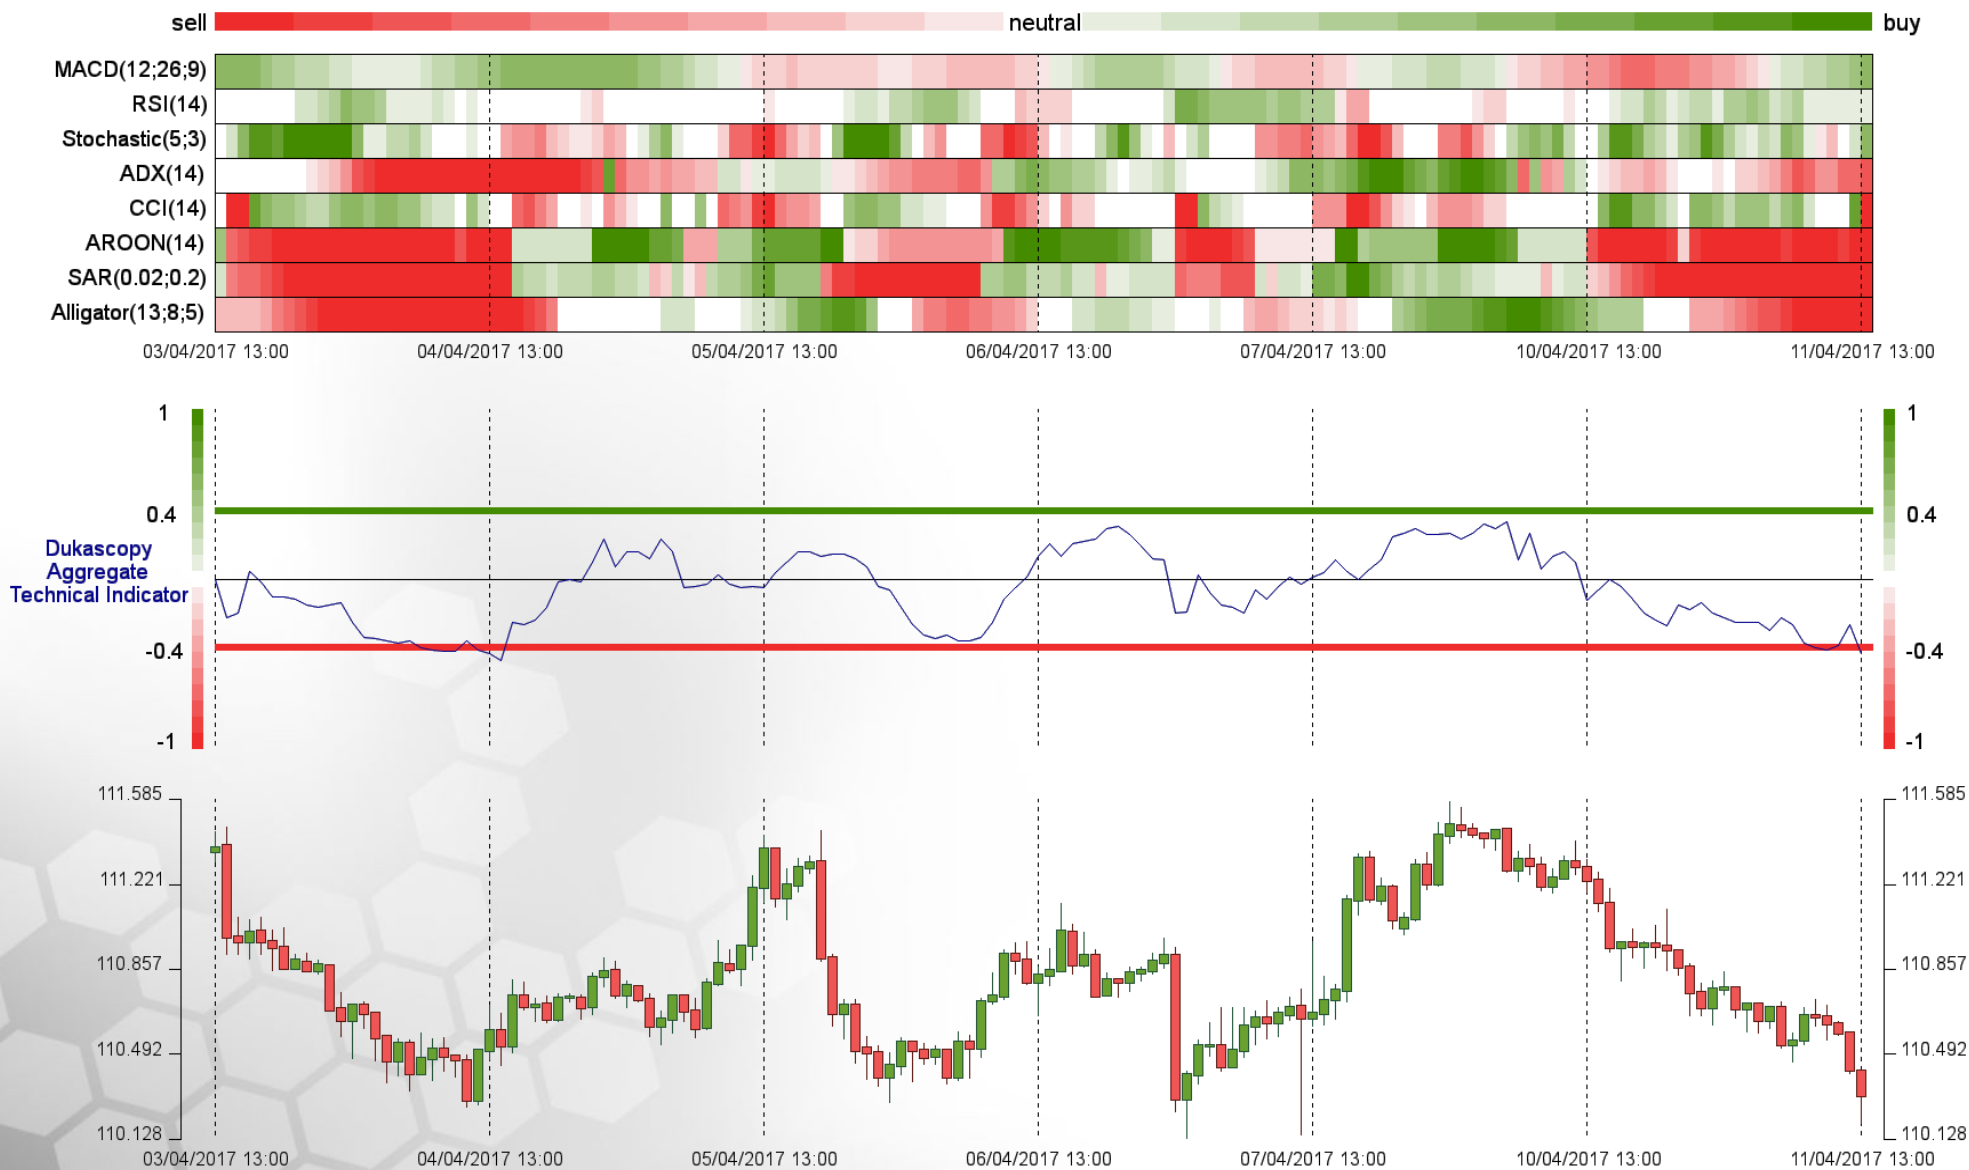 sell neutral buy
MACD(12;26;9)
RSI(14)
Stochastic(5;3)
ADX(14)
CCI(14)
AROON(14)
SAR(0.02;0.2)
Alligator(13;8;5)
03/04/2017 13:00 04/04/2017 13:00 05/04/2017 13:00 06/04/2017 13:00 07/04/2017 13:00 10/04/2017 13:00 11/04/2017 13:00
1 1
0.4 0.4
Dukascopy
Aggregate
Technical Indicator
-0.4 -0.4
-1 -1
111.585 111.585
111.221 111.221
110.857 110.857
110.492 110.492
110.128 110.128
03/04/2017 13:00 04/04/2017 13:00 05/04/2017 13:00 06/04/2017 13:00 07/04/2017 13:00 10/04/2017 13:00 11/04/2017 13:00